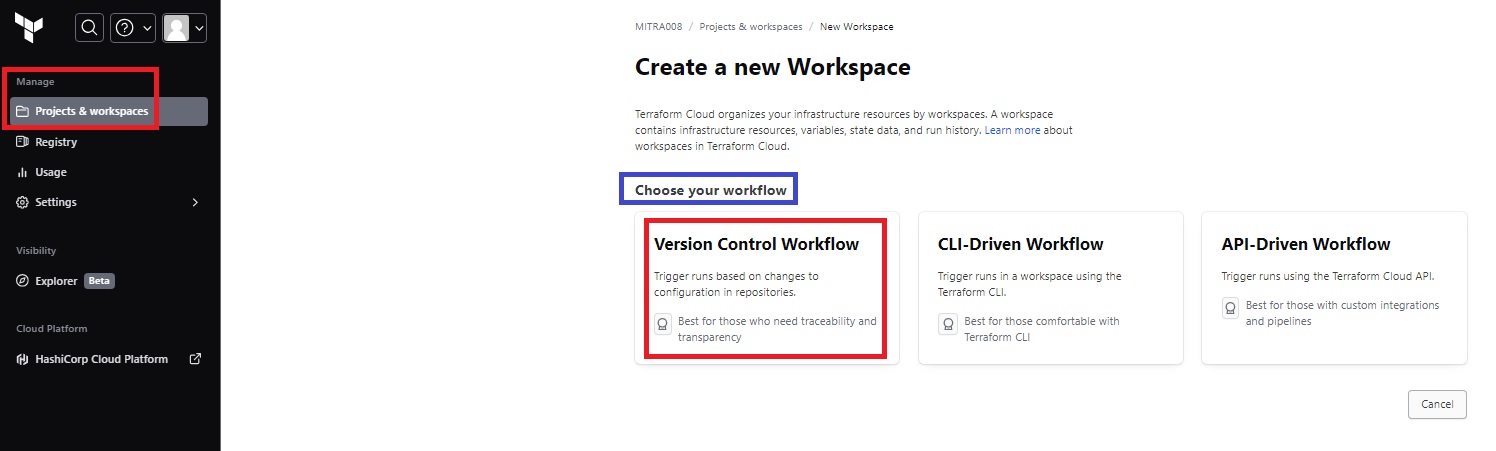 Manage
Projects & workspaces
Registry
Usage
Settings
Visibility
Explorer Beta
Cloud Platform
HashiCorp Cloud Platform
MITRA008 / Projects & workspaces / New Workspace
Create a new Workspace
Terraform Cloud organizes your infrastructure resources by workspaces. A workspace
contains infrastructure resources, variables, state data, and run history. Learn more about
workspaces in Terraform Cloud.
Choose your workflow
Version Control Workflow
Trigger runs based on changes to
configuration in repositories.
Best for those who need traceability and
transparency
CLI-Driven Workflow
Trigger runs in a workspace using the
Terraform CLI.
Best for those comfortable with
Terraform CLI
API-Driven Workflow
Trigger runs using the Terraform Cloud API.
Best for those with custom integrations
and pipelines
Cancel